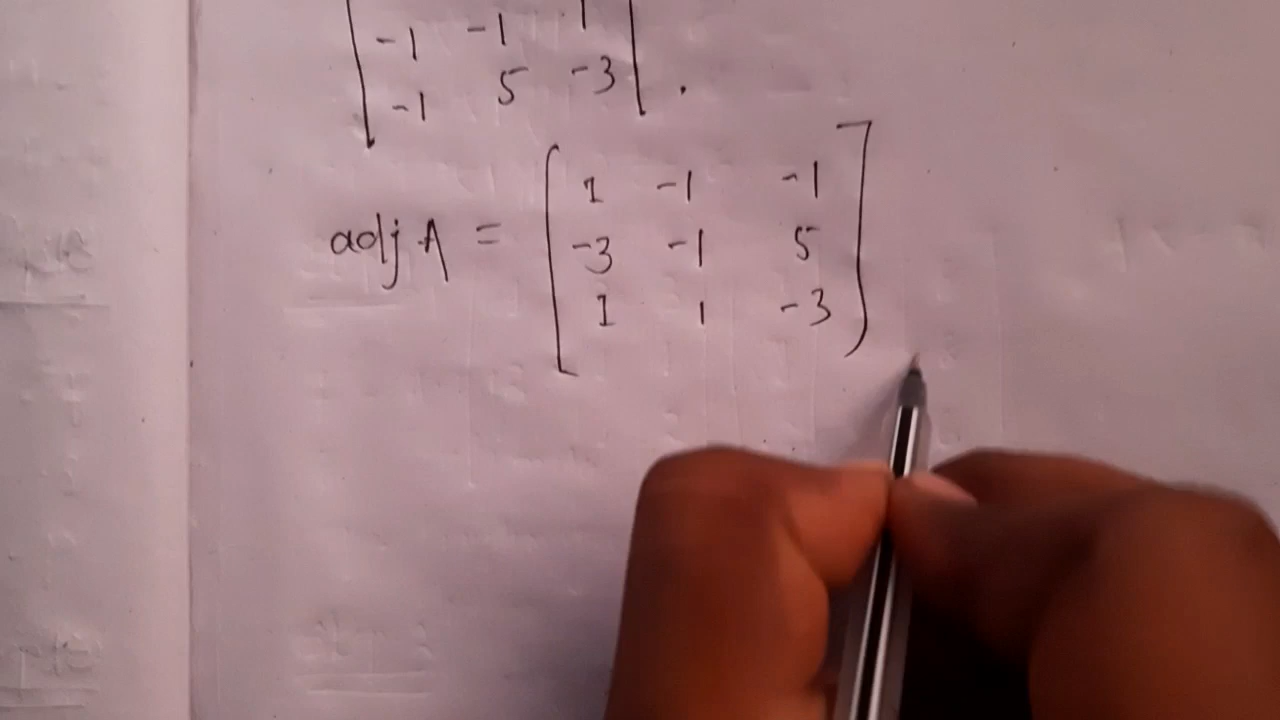 -1 -1 1
-1 5 -3 .
1 -1 -1
adj A = -3 -1 5
1 1 -3